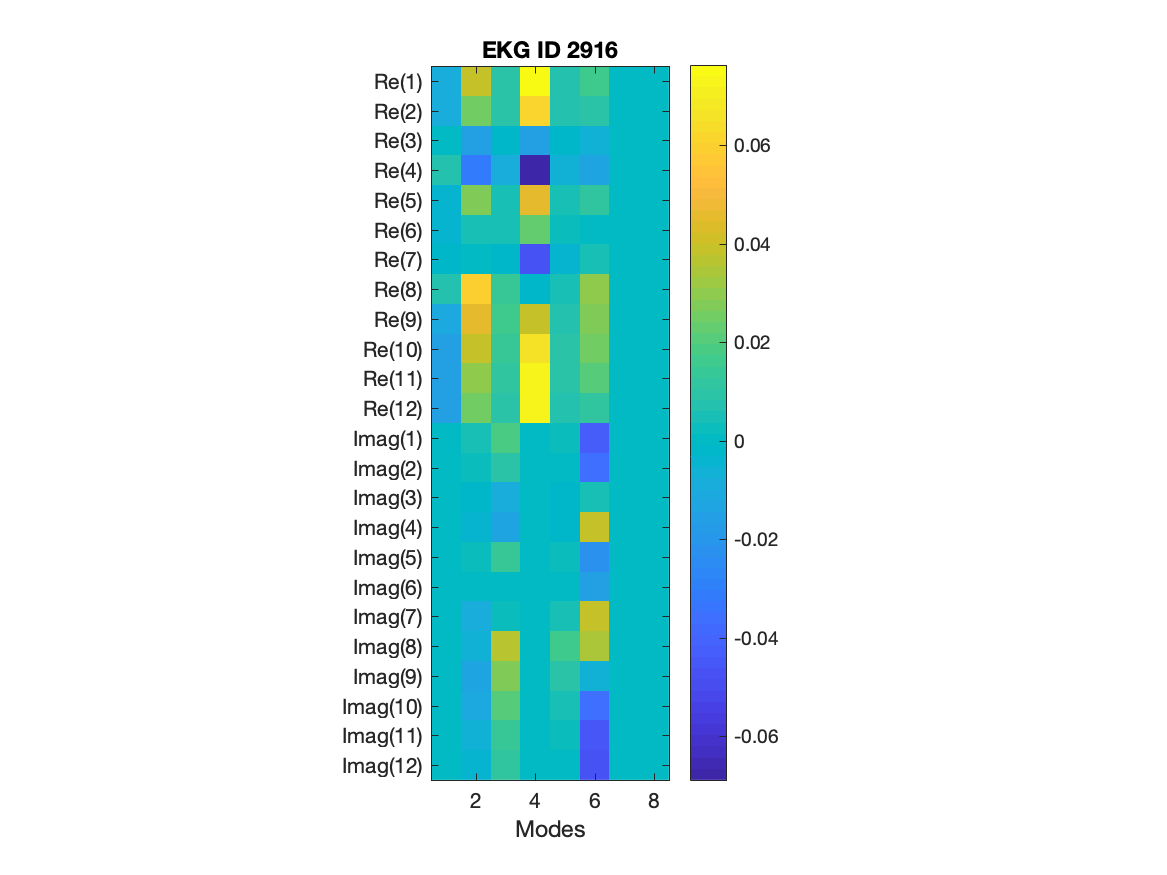 EKG ID 2916
Re(1)
Re(2)
Re(3)
Re(4)
Re(5)
Re(6)
Re(7)
Re(8)
Re(9)
Re(10)
Re(11)
Re(12)
Imag(1)
Imag(2)
Imag(3)
Imag(4)
Imag(5)
Imag(6)
Imag(7)
Imag(8)
Imag(9)
Imag(10)
Imag(11)
Imag(12)
2 4 6 8
Modes
0.06
0.04
0.02
0
-0.02
-0.04
-0.06